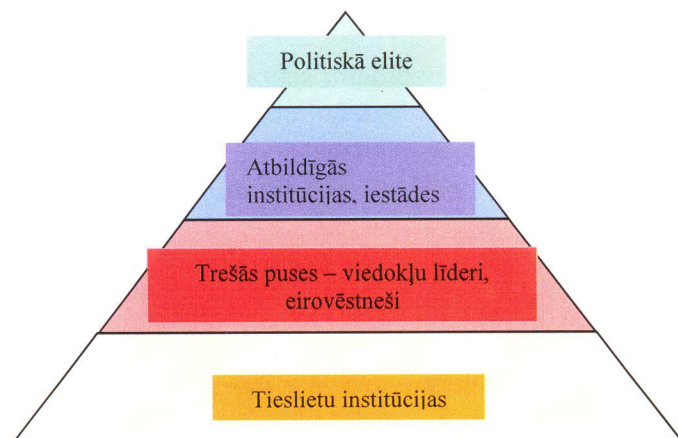 Politiskā elite
Atbildīgās
institūcijas, iestādes
Trešās puses – viedokļu līderi,
eirovēstneši
Tieslietu institūcijas